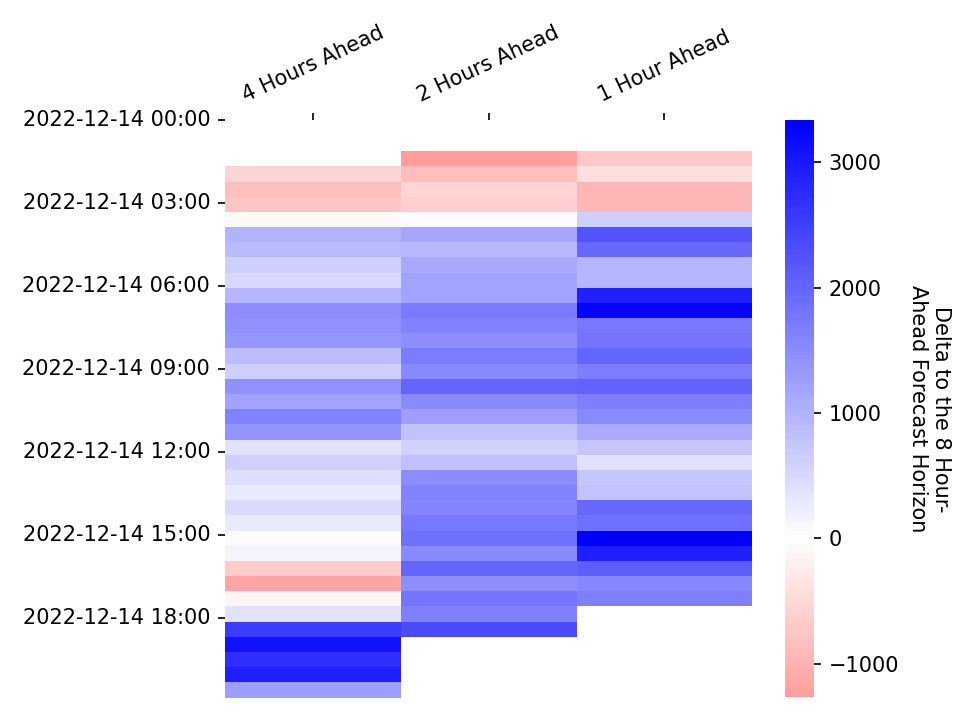 4 Hours Ahead
2 Hours Ahead
1 Hour Ahead
2022-12-14 00:00
2022-12-14 03:00
2022-12-14 06:00
2022-12-14 09:00
2022-12-14 12:00
2022-12-14 15:00
2022-12-14 18:00
3000
2000
1000
0
−1000
Delta to the 8 Hour-
Ahead Forecast Horizon